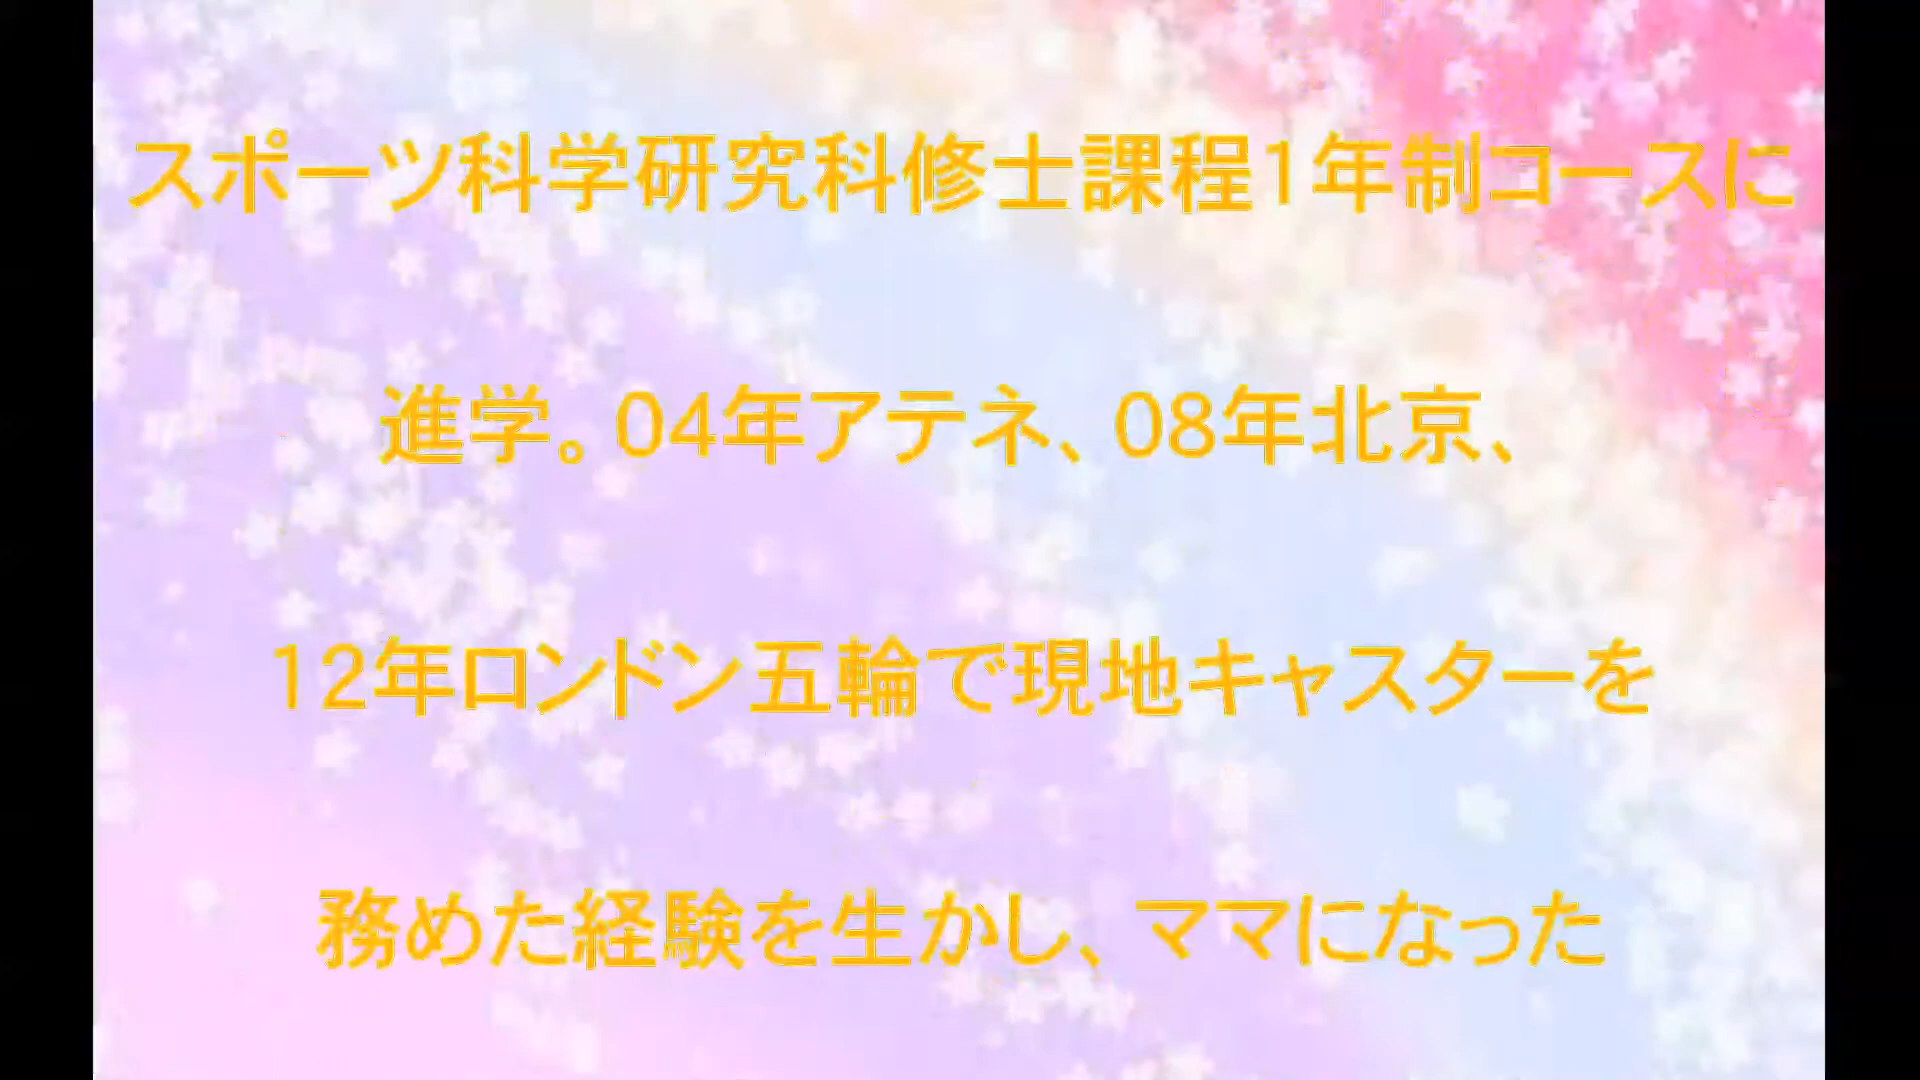 スポーツ科学研究科修士課程1年制コースに
進学。04年アテネ、08年北京、
12年ロンドン五輪で現地キャスターを
務めた経験を生かし、ママになった